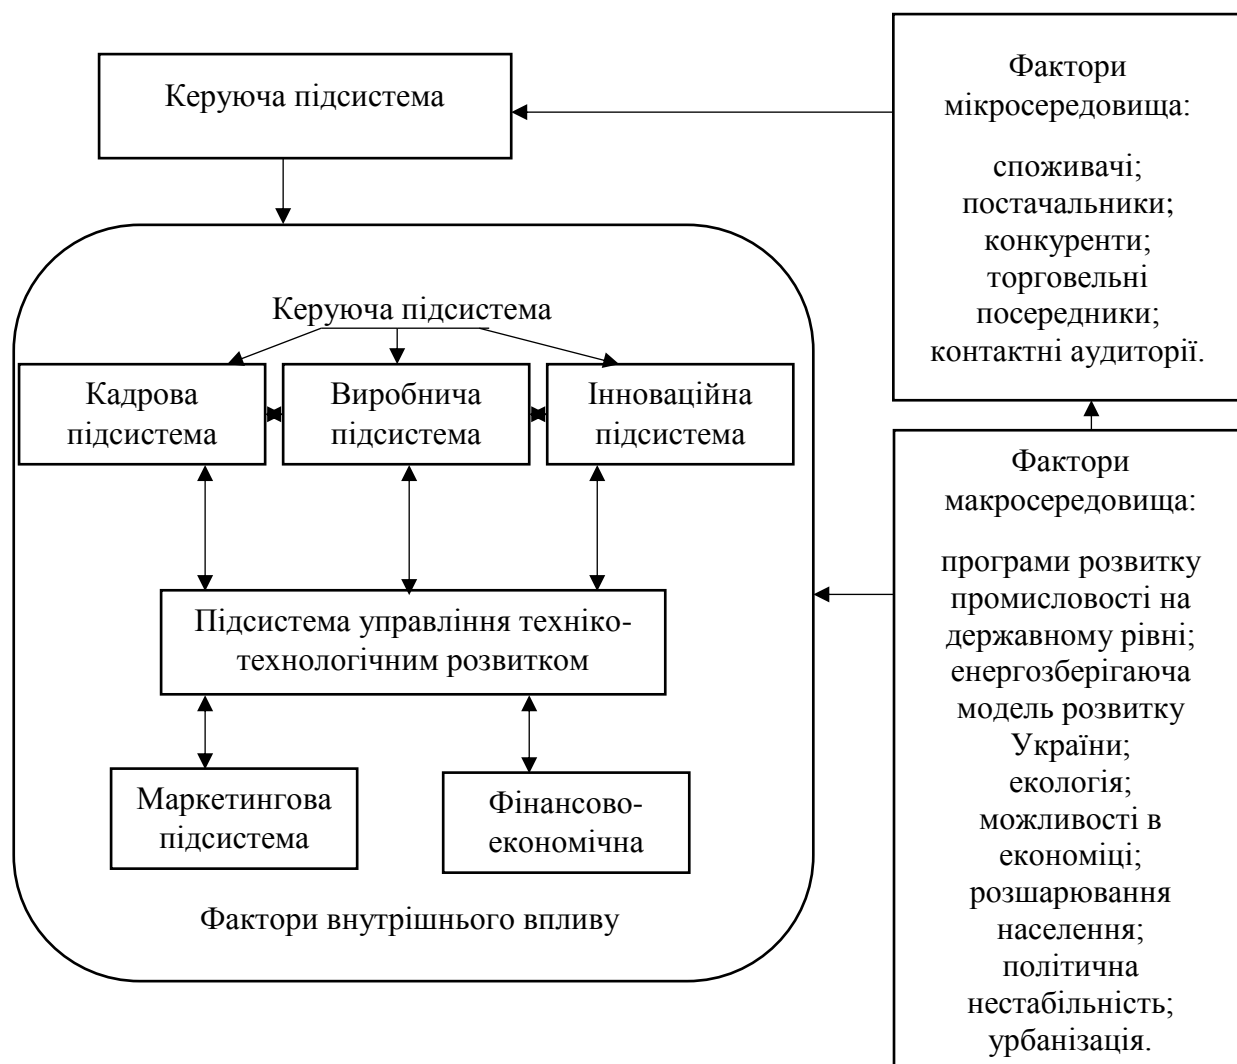 Керуюча підсистема
Фактори
мікросередовища:
споживачі;
постачальники;
конкуренти;
торговельні
посередники;
контактні аудиторії.
Керуюча підсистема
Кадрова
підсистема
Виробнича
підсистема
Інноваційна
підсистема
Підсистема управління техніко-
технологічним розвитком
Маркетингова
підсистема
Фінансово-
економічна
Фактори внутрішнього впливу
Фактори
макросередовища:
програми розвитку
промисловості на
державному рівні;
енергозберігаюча
модель розвитку
України;
екологія;
можливості в
економіці;
розшарювання
населення;
політична
нестабільність;
урбанізація.